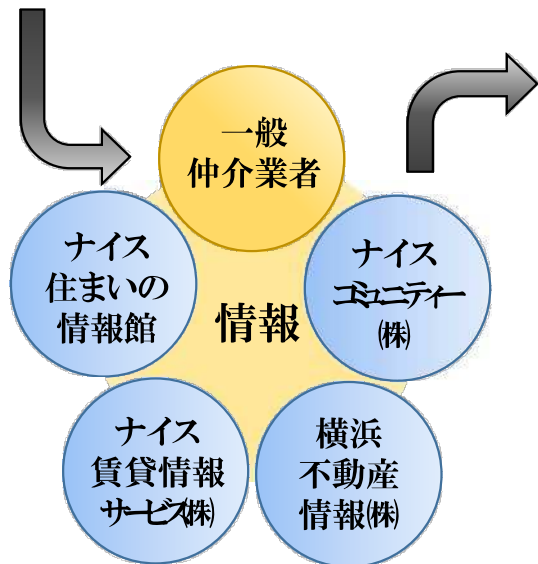 一般
仲介業者
ナイス
住まいの
情報館
ナイス
コミュニティー
㈱
情報
ナイス
賃貸情報
サービス㈱
横浜
不動産
情報㈱